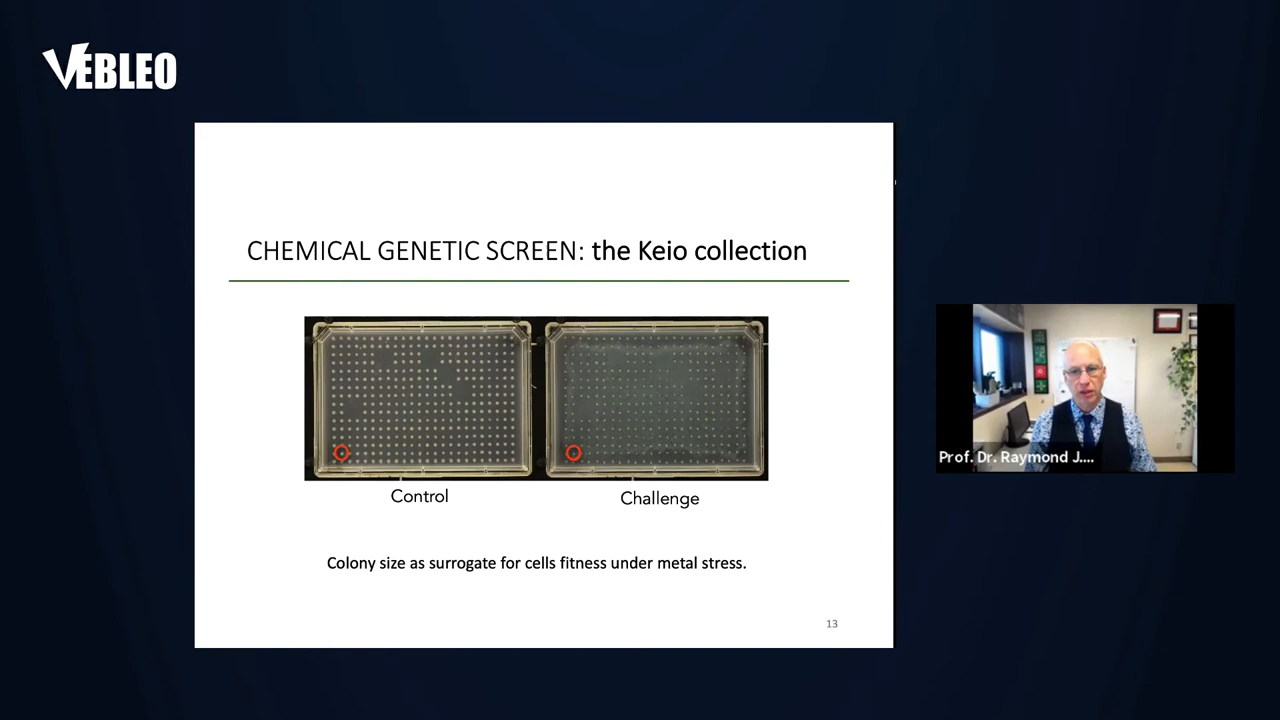 VEBLEO
CHEMICAL GENETIC SCREEN: the Keio collection
Control
Challenge
Colony size as surrogate for cells fitness under metal stress.
13
Prof. Dr. Raymond J....